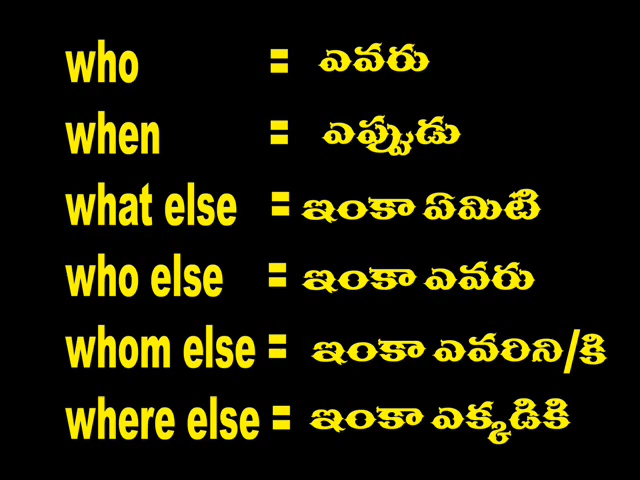 who = ఎవరు
when = ఎప్పుడు
what else = ఇంకా ఏమిటి
who else = ఇంకా ఎవరు
whom else = ఇంకా ఎవరిని/కి
where else = ఇంకా ఎక్కడికి